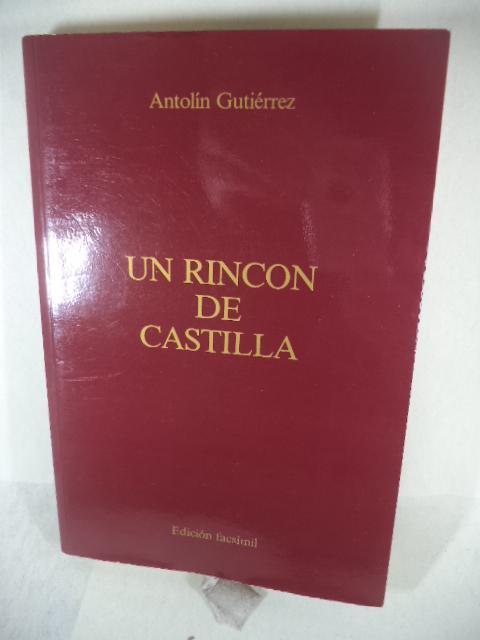 Antolín Gutiérrez
UN RINCON
DE
CASTILLA
Edición facsímil